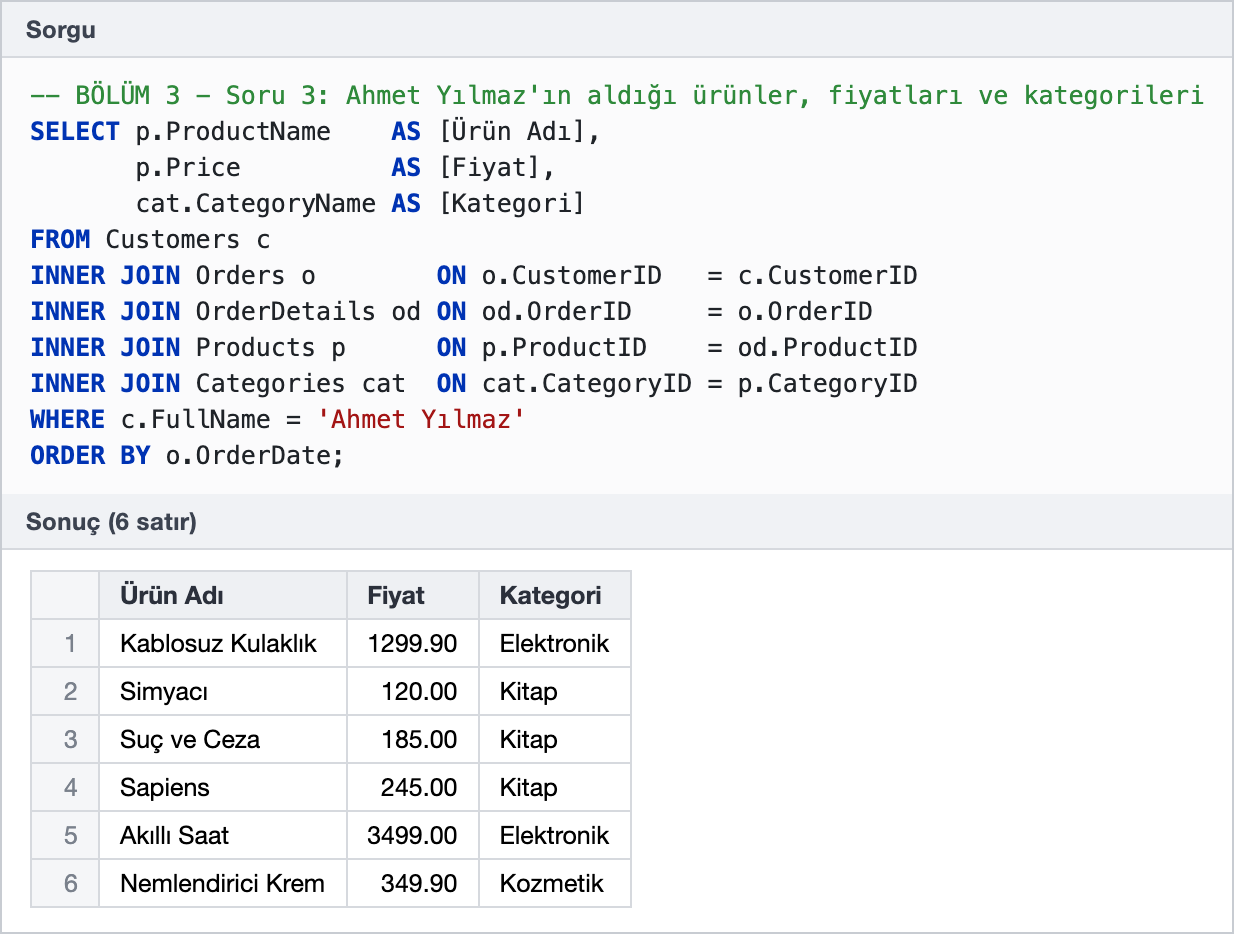 Sorgu
-- BÖLÜM 3 - Soru 3: Ahmet Yılmaz'ın aldığı ürünler, fiyatları ve kategorileri
SELECT p.ProductName    AS [Ürün Adı],
       p.Price          AS [Fiyat],
       cat.CategoryName AS [Kategori]
FROM Customers c
INNER JOIN Orders o        ON o.CustomerID   = c.CustomerID
INNER JOIN OrderDetails od ON od.OrderID     = o.OrderID
INNER JOIN Products p      ON p.ProductID    = od.ProductID
INNER JOIN Categories cat  ON cat.CategoryID = p.CategoryID
WHERE c.FullName = 'Ahmet Yılmaz'
ORDER BY o.OrderDate;
Sonuç (6 satır)
Ürün Adı Fiyat Kategori
1 Kablosuz Kulaklık 1299.90 Elektronik
2 Simyacı 120.00 Kitap
3 Suç ve Ceza 185.00 Kitap
4 Sapiens 245.00 Kitap
5 Akıllı Saat 3499.00 Elektronik
6 Nemlendirici Krem 349.90 Kozmetik